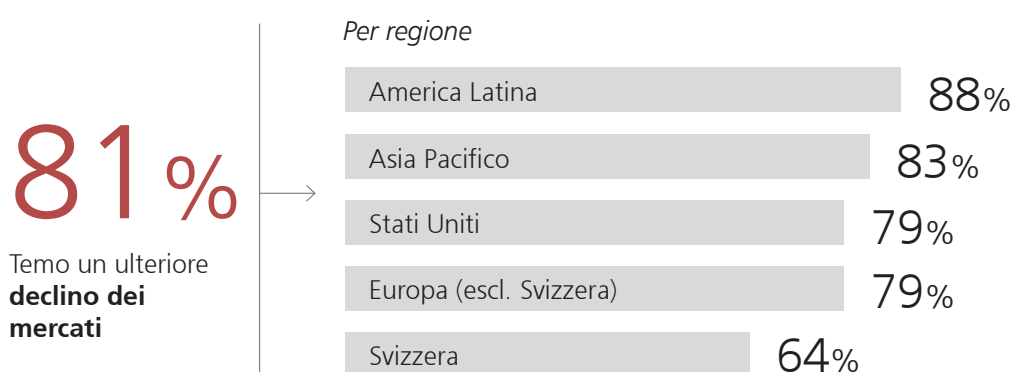 81%
Temo un ulteriore
declino dei
mercati
Per regione
America Latina 88%
Asia Pacifico 83%
Stati Uniti 79%
Europa (escl. Svizzera) 79%
Svizzera 64%